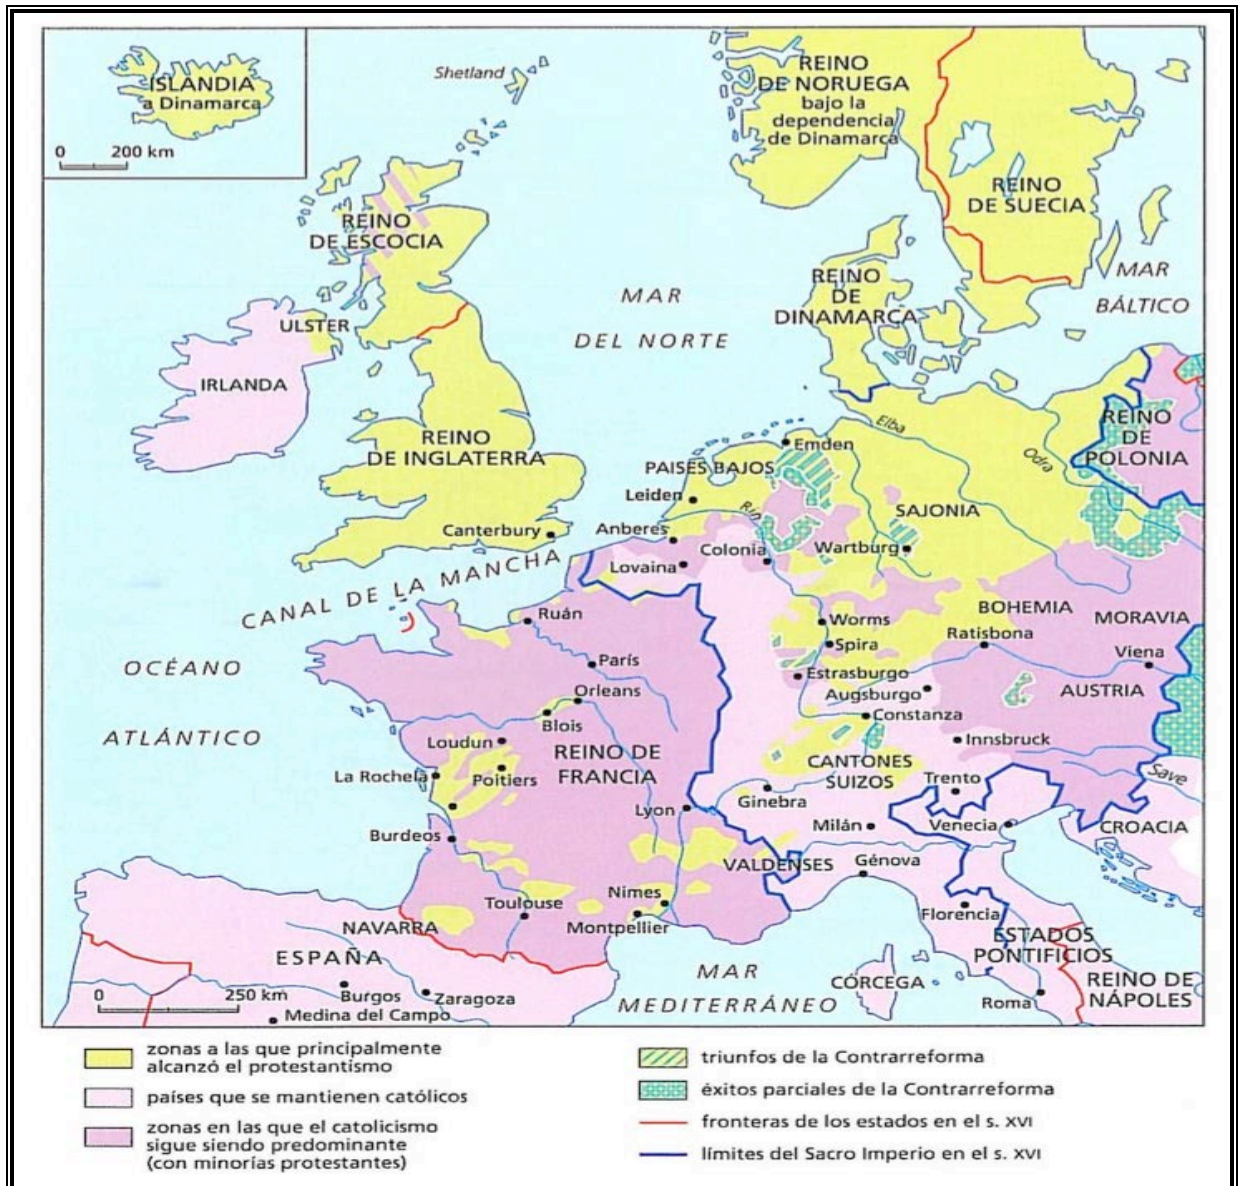 ISLANDIA
a Dinamarca
0 200 km
Shetland
REINO
DE NORUEGA
bajo la
dependencia
de Dinamarca
REINO
DE SUECIA
REINO
DE ESCOCIA
MAR
DEL NORTE
REINO
DE
DINAMARCA
MAR
BÁLTICO
ULSTER
IRLANDA
REINO
DE INGLATERRA
Canterbury
CANAL DE LA MANCHA
Elba
Odra
REINO
DE
POLONIA
Emden
PAISES BAJOS
Leiden
Rin
SAJONIA
Anberes
Colonia
Wartburg
Lovaina
BOHEMIA
MORAVIA
Worms
Ratisbona
Spira
Viena
Ruán
París
Estrasburgo
AUSTRIA
Augsburgo
OCÉANO
ATLÁNTICO
Orleans
Blois
Constanza
Loudun
REINO DE
FRANCIA
Innsbruck
La Rochela
Poitiers
CANTONES
SUIZOS
Trento
Save
Ginebra
Lyon
Milán
Venecia
CROACIA
Burdeos
VALDENSES
Génova
Nimes
Toulouse
Montpellier
Florencia
NAVARRA
ESTADOS
PONTIFICIOS
ESPAÑA
MAR
MEDITERRÁNEO
CÓRCEGA
REINO DE
NÁPOLES
Roma
0 250 km
Burgos
Zaragoza
Medina del Campo
zonas a las que principalmente
alcanzó el protestantismo
países que se mantienen católicos
zonas en las que el catolicismo
sigue siendo predominante
(con minorías protestantes)
triunfos de la Contrarreforma
éxitos parciales de la Contrarreforma
fronteras de los estados en el s. XVI
límites del Sacro Imperio en el s. XVI